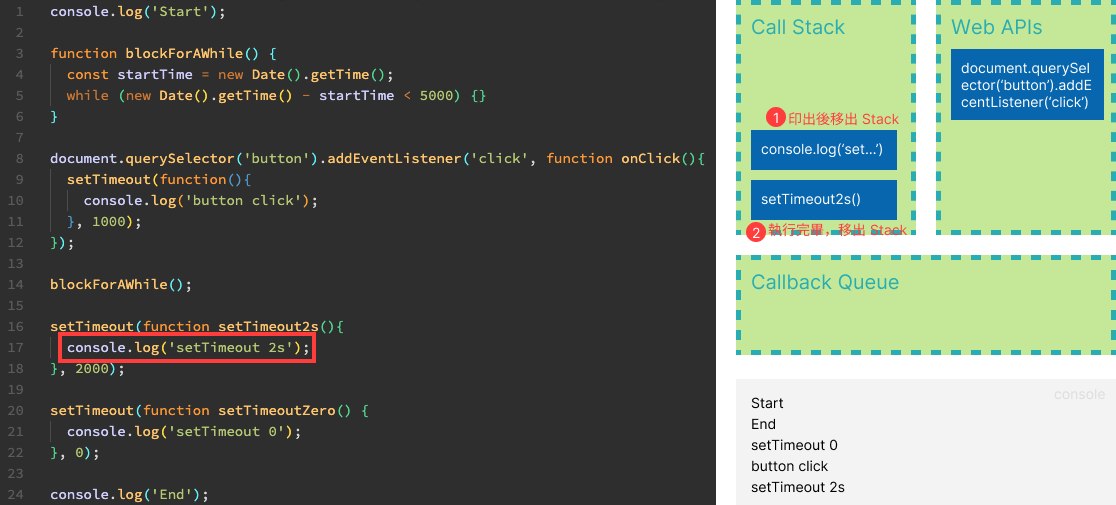 1 console.log('Start');
2
3 function blockForAWhile() {
4 const startTime = new Date().getTime();
5 while (new Date().getTime() - startTime < 5000) {}
6 }
7
8 document.querySelector('button').addEventListener('click', function onClick(){
9 setTimeout(function(){
10 console.log('button click');
11 }, 1000);
12 });
13
14 blockForAWhile();
15
16 setTimeout(function setTimeout2s(){
17 console.log('setTimeout 2s');
18 }, 2000);
19
20 setTimeout(function setTimeoutZero() {
21 console.log('setTimeout 0');
22 }, 0);
23
24 console.log('End');
Call Stack
1 印出後移出 Stack
console.log(‘set...’)
setTimeout2s()
2 執行完畢，移出 Stack
Web APIs
document.querySel
ector(‘button’).addE
centListener(‘click’)
Callback Queue
console
Start
End
setTimeout 0
button click
setTimeout 2s